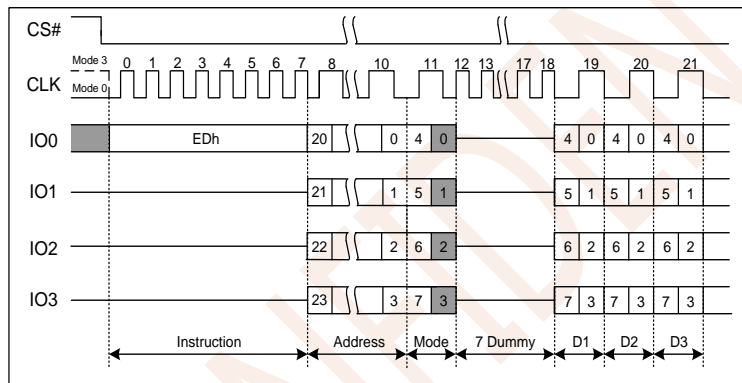 CS#
Mode 3 0 1 2 3 4 5 6 7 8 10 11 12 13 17 18 19 20 21
CLK
Mode 0
IO0 EDh 20 0 4 0 4 0 4 0 4 0
IO1 21 1 5 1 5 1 5 1 5 1
IO2 22 2 6 2 6 2 6 2 6 2
IO3 23 3 7 3 7 3 7 3 7 3
Instruction Address Mode 7 Dummy D1 D2 D3